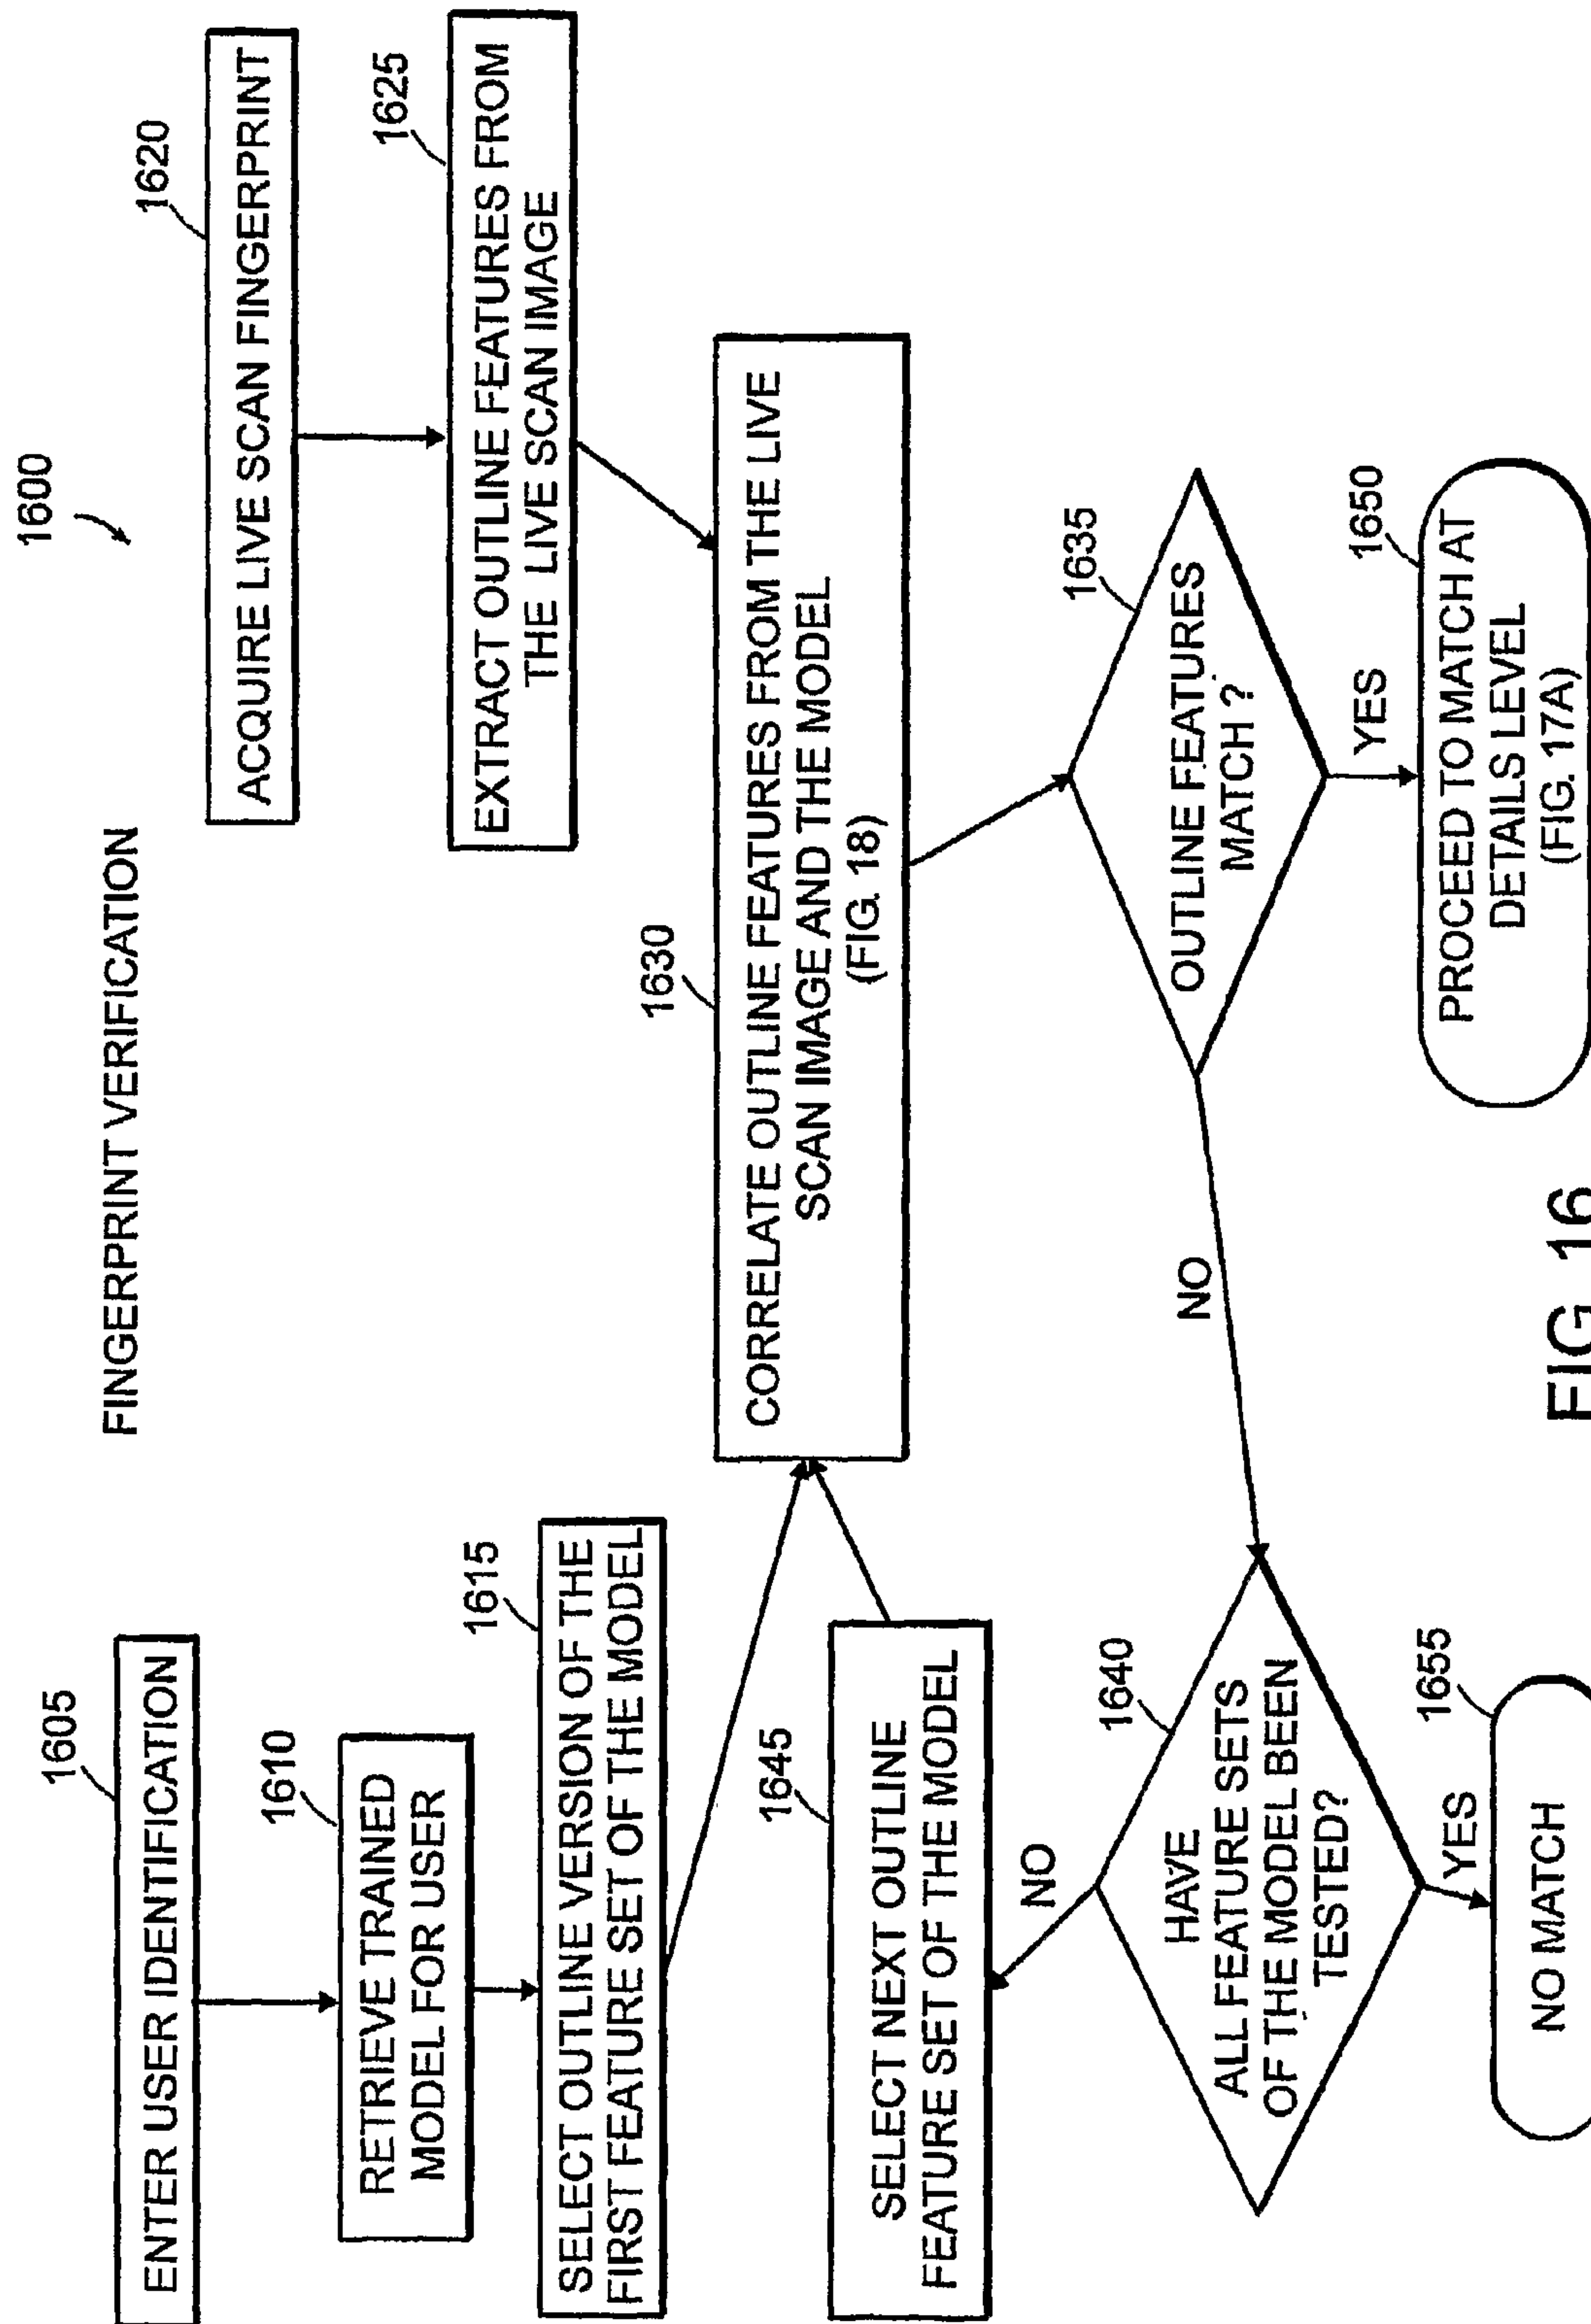 1600
FINGERPRINT VERIFICATION
1605
ENTER USER IDENTIFICATION
1610
RETRIEVE TRAINED
MODEL FOR USER
1615
SELECT OUTLINE VERSION OF THE
FIRST FEATURE SET OF THE MODEL
1620
ACQUIRE LIVE SCAN FINGERPRINT
1625
EXTRACT OUTLINE FEATURES FROM
THE LIVE SCAN IMAGE
1630
CORRELATE OUTLINE FEATURES FROM THE LIVE
SCAN IMAGE AND THE MODEL
(FIG. 18)
1645
SELECT NEXT OUTLINE
FEATURE SET OF THE MODEL
1635
OUTLINE FEATURES
MATCH ?
NO
YES
1640
HAVE
ALL FEATURE SETS
OF THE MODEL BEEN
TESTED?
NO
YES
1650
PROCEED TO MATCH AT
DETAILS LEVEL
(FIG. 17A)
1655
NO MATCH
FIG. 16